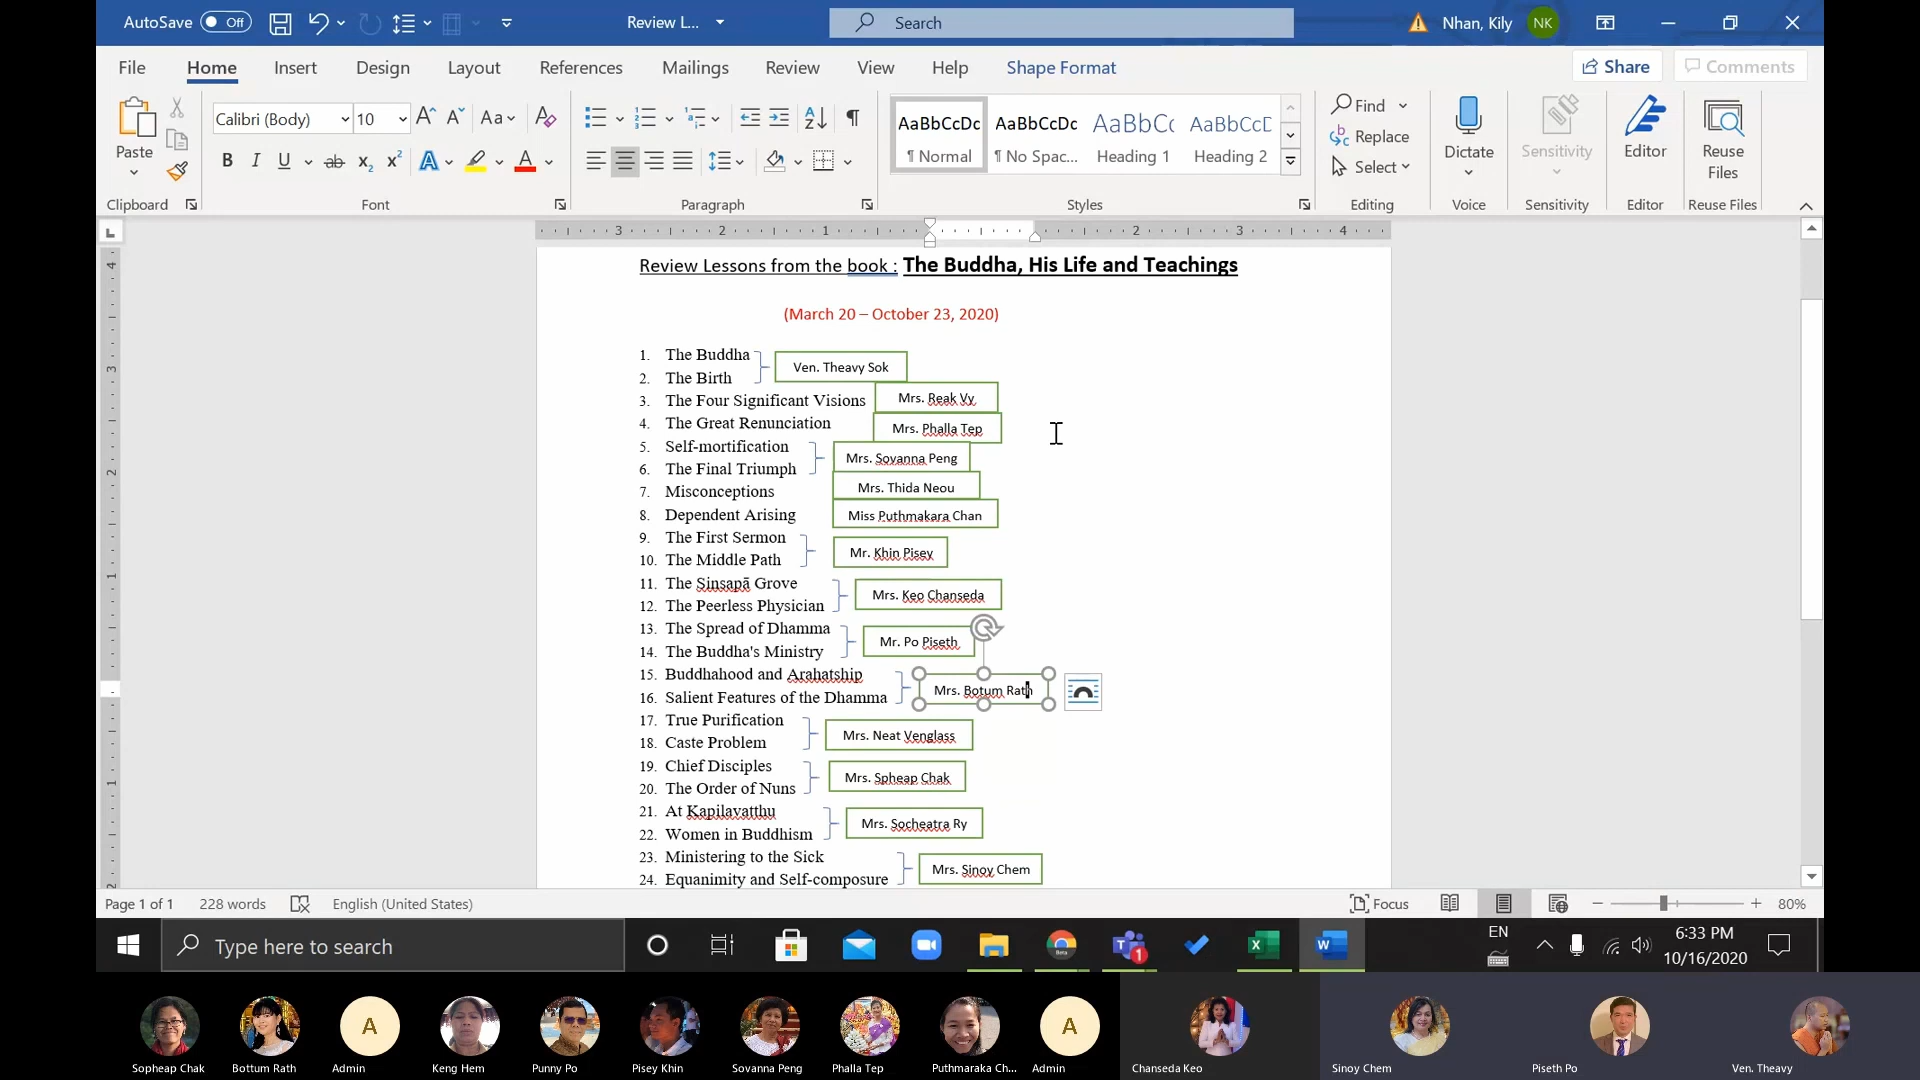 AutoSave Off Review L... Search Nhan, Kily NK
File Home Insert Design Layout References Mailings Review View Help Shape Format Share Comments
Calibri (Body) 10 Aa AaBbCcDc AaBbCcDc AaBbCc AaBbCcE Find
Paste ¶ Normal ¶ No Spac... Heading 1 Heading 2 Replace
Select Dictate Sensitivity Editor Reuse Files
Clipboard Font Paragraph Styles Editing Voice Sensitivity Editor Reuse Files
3 2 1 1 2 3 4
Review Lessons from the book : The Buddha, His Life and Teachings
(March 20 – October 23, 2020)
1. The Buddha
Ven. Theavy Sok
2. The Birth
3. The Four Significant Visions Mrs. Reak Vy
4. The Great Renunciation Mrs. Phalla Tep
5. Self-mortification
Mrs. Sovanna Peng
6. The Final Triumph
7. Misconceptions Mrs. Thida Neou
8. Dependent Arising Miss Puthmakara Chan
9. The First Sermon
Mr. Khin Pisey
10. The Middle Path
11. The Sinsapā Grove
Mrs. Keo Chanseda
12. The Peerless Physician
13. The Spread of Dhamma
Mr. Po Piseth
14. The Buddha's Ministry
15. Buddhahood and Arahatship
Mrs. Botum Rath
16. Salient Features of the Dhamma
17. True Purification
Mrs. Neat Venglass
18. Caste Problem
19. Chief Disciples
Mrs. Spheap Chak
20. The Order of Nuns
21. At Kapilavatthu
Mrs. Socheatra Ry
22. Women in Buddhism
23. Ministering to the Sick
Mrs. Sinoy Chem
24. Equanimity and Self-composure
Page 1 of 1 228 words English (United States) Focus 80%
Type here to search EN 6:33 PM
10/16/2020
Sopheap Chak Bottum Rath Admin Keng Hem Punny Po Pisey Khin Sovanna Peng Phalla Tep Puthmaraka Ch... Admin Chanseda Keo Sinoy Chem Piseth Po Ven. Theavy